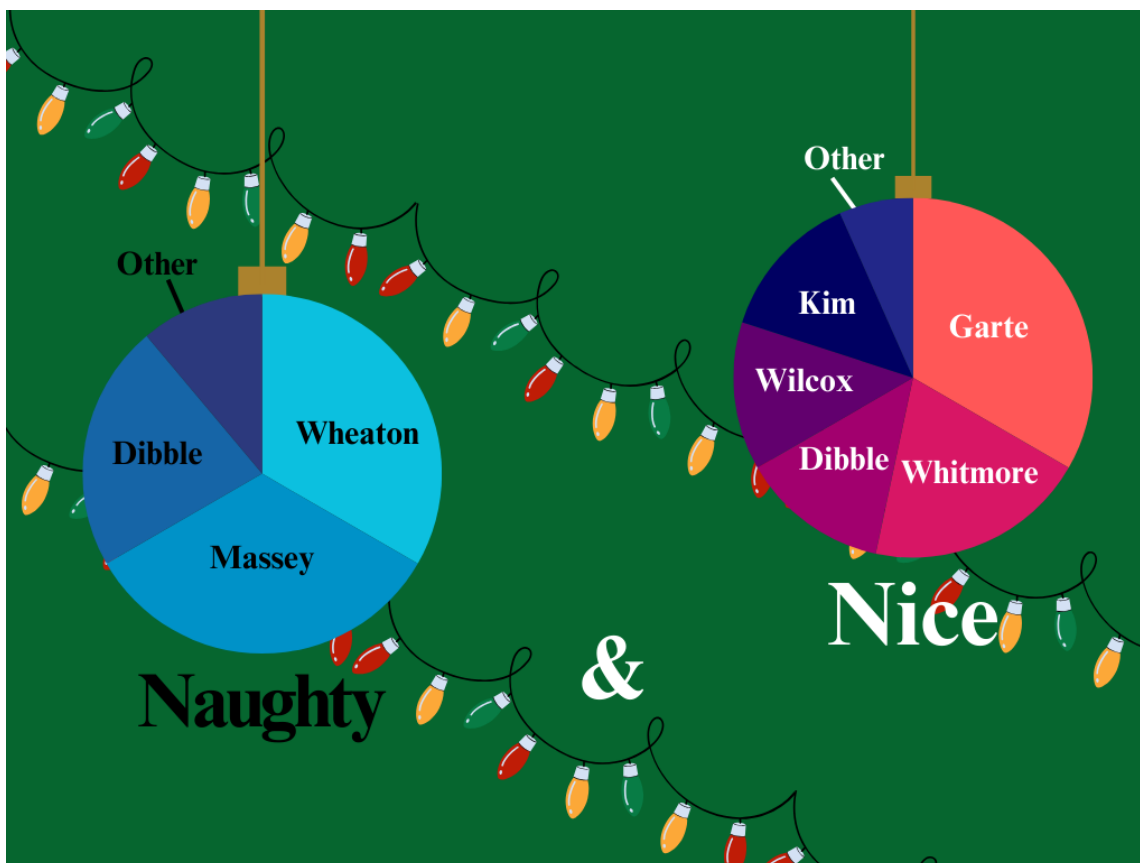 Other
Wheaton
Dibble
Massey
Naughty
&
Other
Garte
Kim
Wilcox
Dibble
Whitmore
Nice